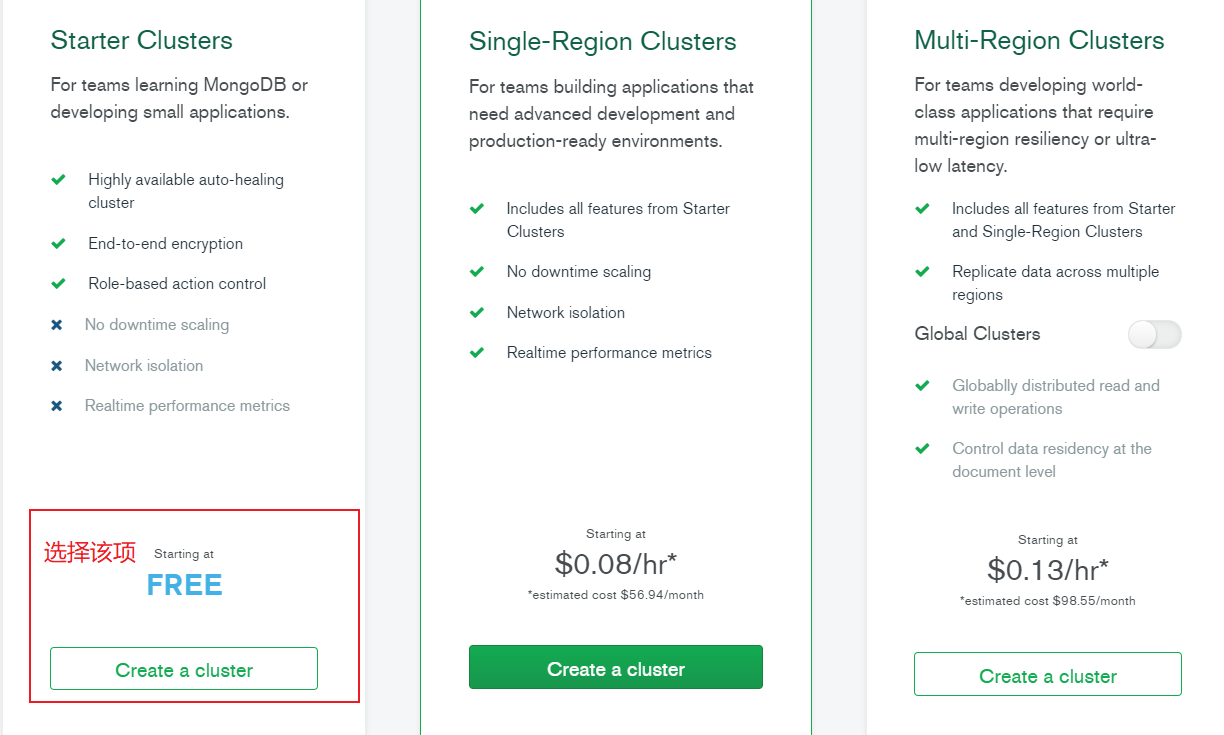 Starter Clusters
For teams learning MongoDB or
developing small applications.
Highly available auto-healing
cluster
End-to-end encryption
Role-based action control
No downtime scaling
Network isolation
Realtime performance metrics
选择该项
Starting at
FREE
Create a cluster
Single-Region Clusters
For teams building applications that
need advanced development and
production-ready environments.
Includes all features from Starter
Clusters
No downtime scaling
Network isolation
Realtime performance metrics
Starting at
$0.08/hr*
*estimated cost $56.94/month
Create a cluster
Multi-Region Clusters
For teams developing world-
class applications that require
multi-region resiliency or ultra-
low latency.
Includes all features from Starter
and Single-Region Clusters
Replicate data across multiple
regions
Global Clusters
Globablly distributed read and
write operations
Control data residency at the
document level
Starting at
$0.13/hr*
*estimated cost $98.55/month
Create a cluster